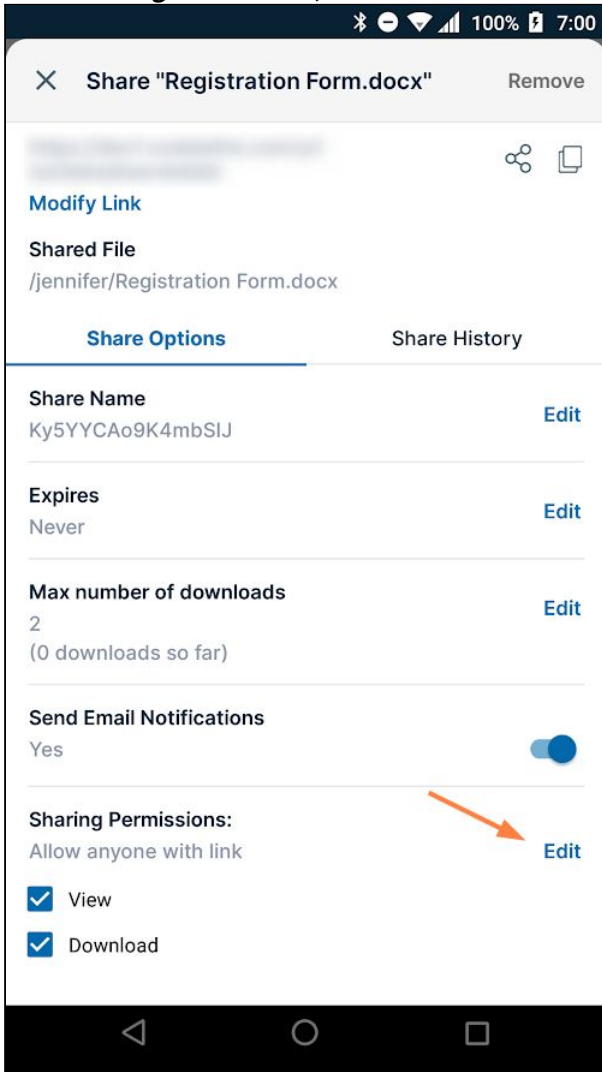 100% 7:00
Share "Registration Form.docx" Remove
Modify Link
Shared File
/jennifer/Registration Form.docx
Share Options Share History
Share Name
Ky5YYCAo9K4mbSIJ Edit
Expires
Never Edit
Max number of downloads
2 Edit
(0 downloads so far)
Send Email Notifications
Yes
Sharing Permissions:
Allow anyone with link Edit
View
Download